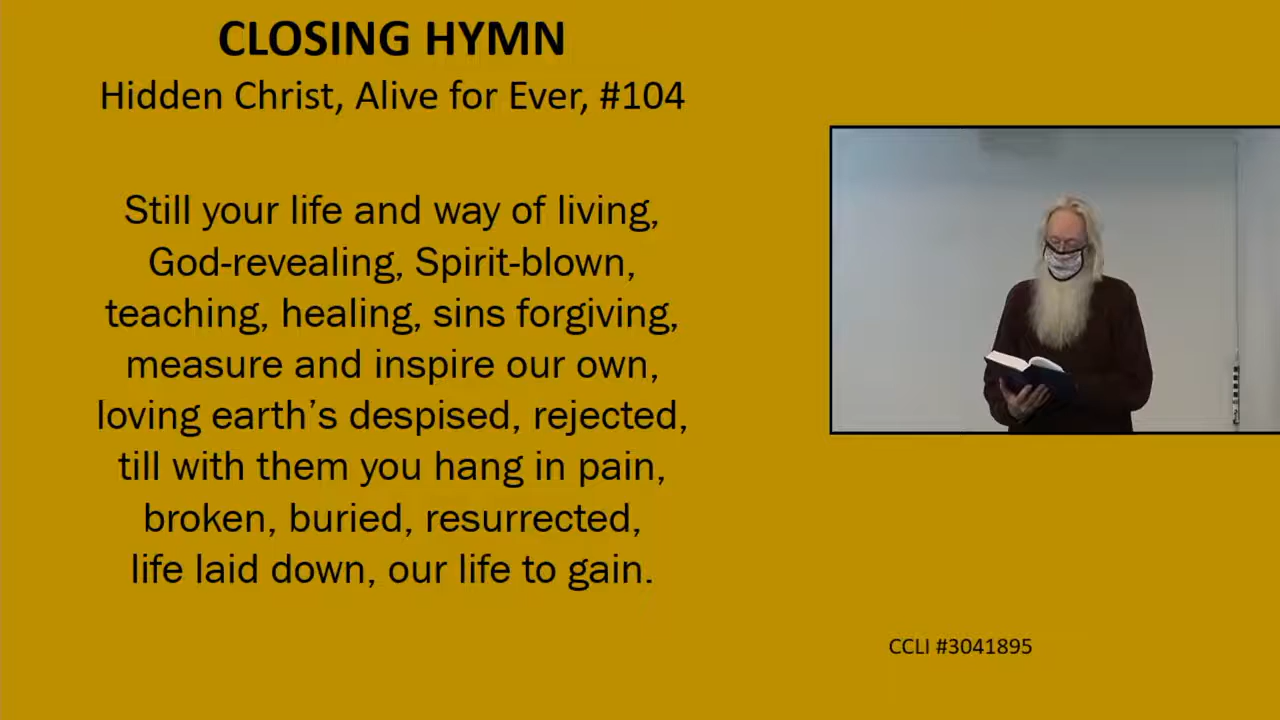 CLOSING HYMN
Hidden Christ, Alive for Ever, #104
Still your life and way of living,
God-revealing, Spirit-blown,
teaching, healing, sins forgiving,
measure and inspire our own,
loving earth’s despised, rejected,
till with them you hang in pain,
broken, buried, resurrected,
life laid down, our life to gain.
CCLI #3041895